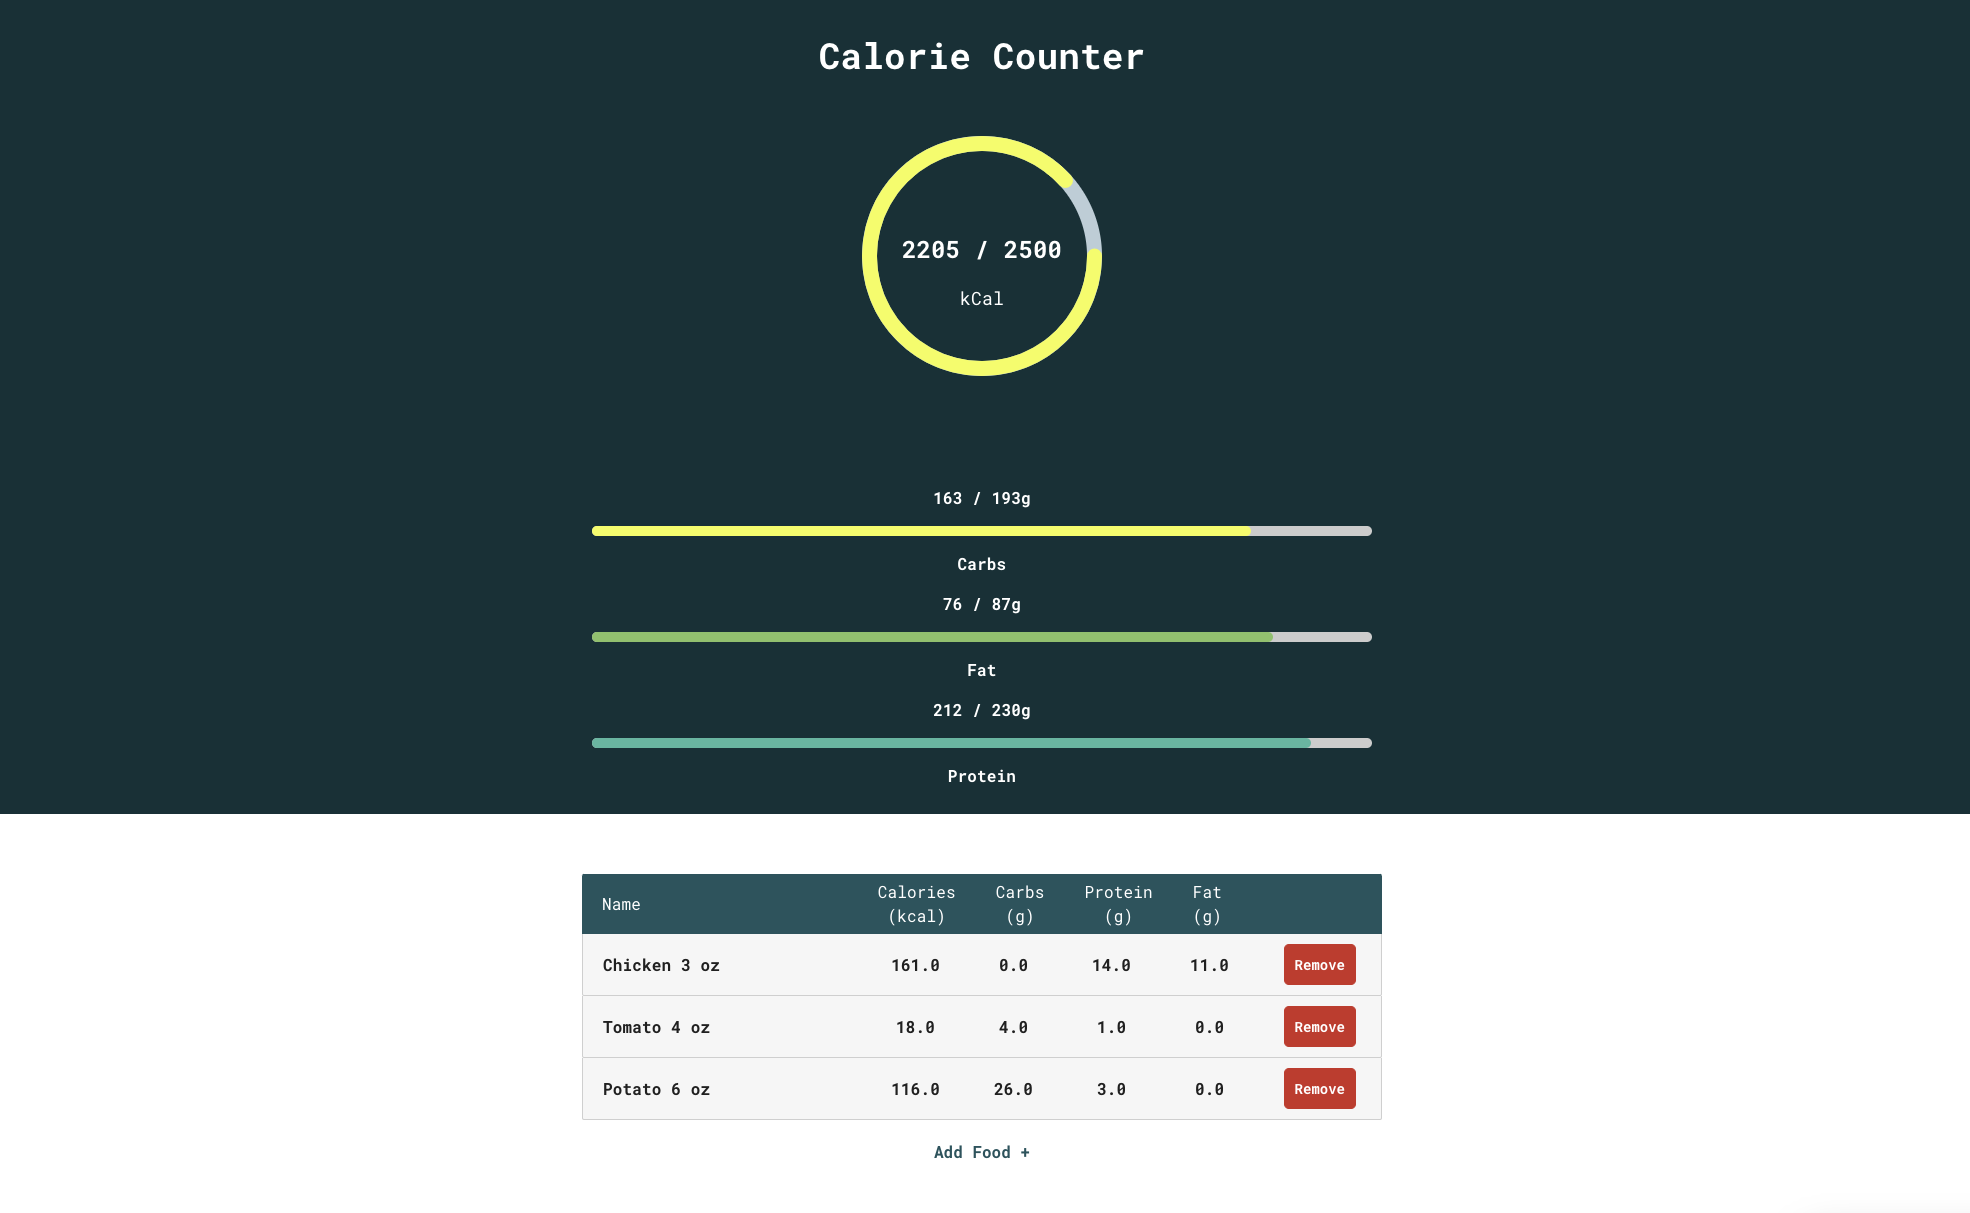 Calorie Counter
2205 / 2500
kCal
163 / 193g
Carbs
76 / 87g
Fat
212 / 230g
Protein
Name Calories (kcal) Carbs (g) Protein (g) Fat (g)
Chicken 3 oz 161.0 0.0 14.0 11.0 Remove
Tomato 4 oz 18.0 4.0 1.0 0.0 Remove
Potato 6 oz 116.0 26.0 3.0 0.0 Remove
Add Food +